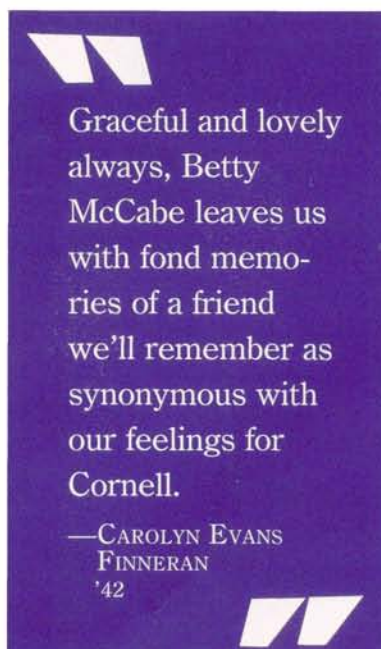 Graceful and lovely
always, Betty
McCabe leaves us
with fond memo-
ries of a friend
we'll remember as
synonymous with
our feelings for
Cornell.
—CAROLYN EVANS
FINNERAN
'42